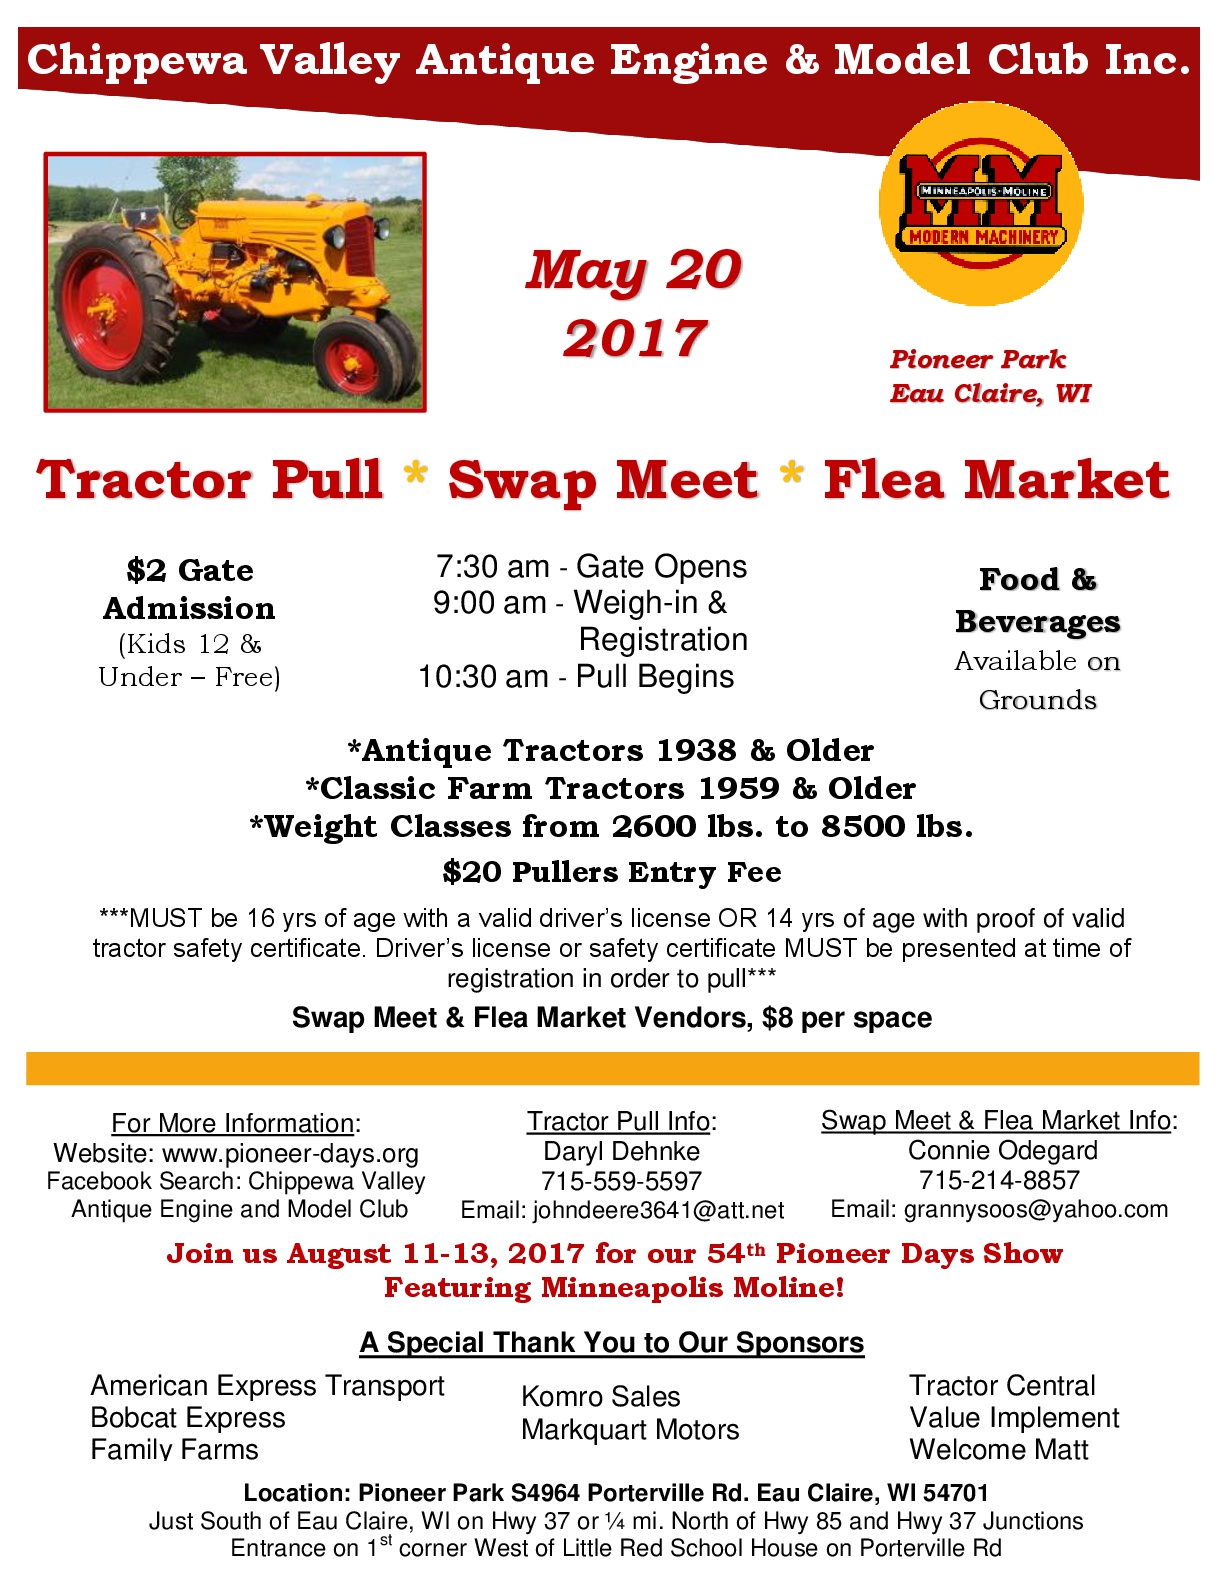 Chippewa Valley Antique Engine & Model Club Inc.
MM
MINNEAPOLIS-MOLINE
MODERN MACHINERY
May 20
2017
Pioneer Park
Eau Claire, WI
Tractor Pull * Swap Meet * Flea Market
$2 Gate
Admission
(Kids 12 &
Under – Free)
7:30 am - Gate Opens
9:00 am - Weigh-in &
Registration
10:30 am - Pull Begins
Food &
Beverages
Available on
Grounds
*Antique Tractors 1938 & Older
*Classic Farm Tractors 1959 & Older
*Weight Classes from 2600 lbs. to 8500 lbs.
$20 Pullers Entry Fee
***MUST be 16 yrs of age with a valid driver’s license OR 14 yrs of age with proof of valid
tractor safety certificate. Driver’s license or safety certificate MUST be presented at time of
registration in order to pull***
Swap Meet & Flea Market Vendors, $8 per space
For More Information:
Website: www.pioneer-days.org
Facebook Search: Chippewa Valley
Antique Engine and Model Club
Tractor Pull Info:
Daryl Dehnke
715-559-5597
Email: johndeere3641@att.net
Swap Meet & Flea Market Info:
Connie Odegard
715-214-8857
Email: grannysoos@yahoo.com
Join us August 11-13, 2017 for our 54th Pioneer Days Show
Featuring Minneapolis Moline!
A Special Thank You to Our Sponsors
American Express Transport
Bobcat Express
Family Farms
Komro Sales
Markquart Motors
Tractor Central
Value Implement
Welcome Matt
Location: Pioneer Park S4964 Porterville Rd. Eau Claire, WI 54701
Just South of Eau Claire, WI on Hwy 37 or ¼ mi. North of Hwy 85 and Hwy 37 Junctions
Entrance on 1st corner West of Little Red School House on Porterville Rd